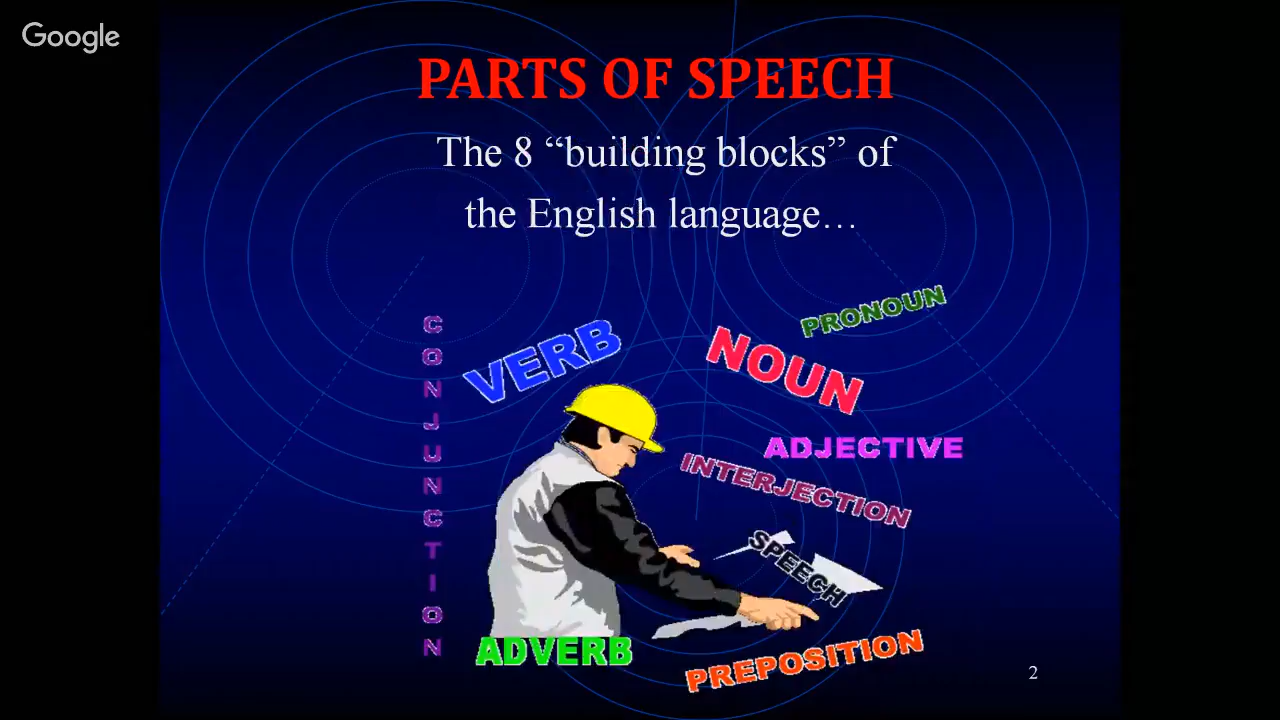 Google
PARTS OF SPEECH
The 8 “building blocks” of
the English language…
PRONOUN
VERB
NOUN
CONJUNCTION
ADJECTIVE
INTERJECTION
SPEECH
ADVERB
PREPOSITION
2